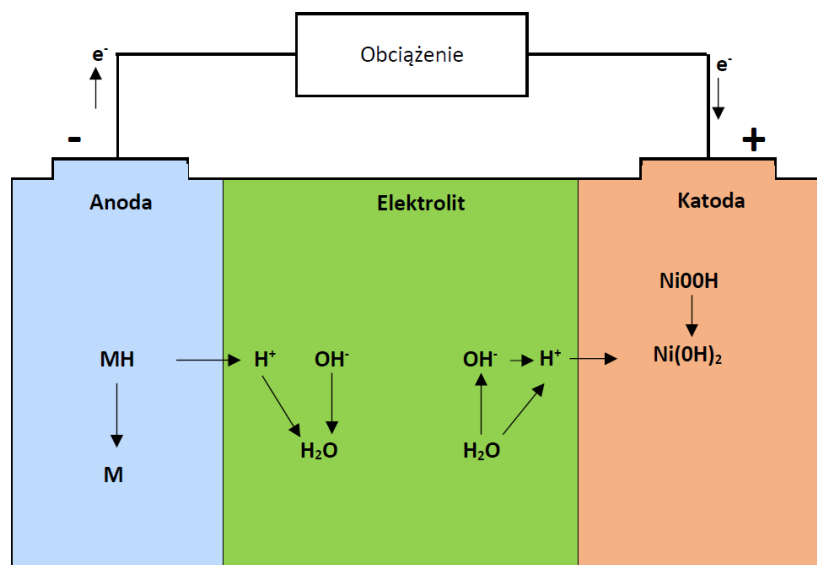 Obciążenie
e⁻
e⁻
-
+
Anoda
Elektrolit
Katoda
Ni00H
MH
H⁺
OH⁻
OH⁻
H⁺
Ni(0H)₂
M
H₂O
H₂O